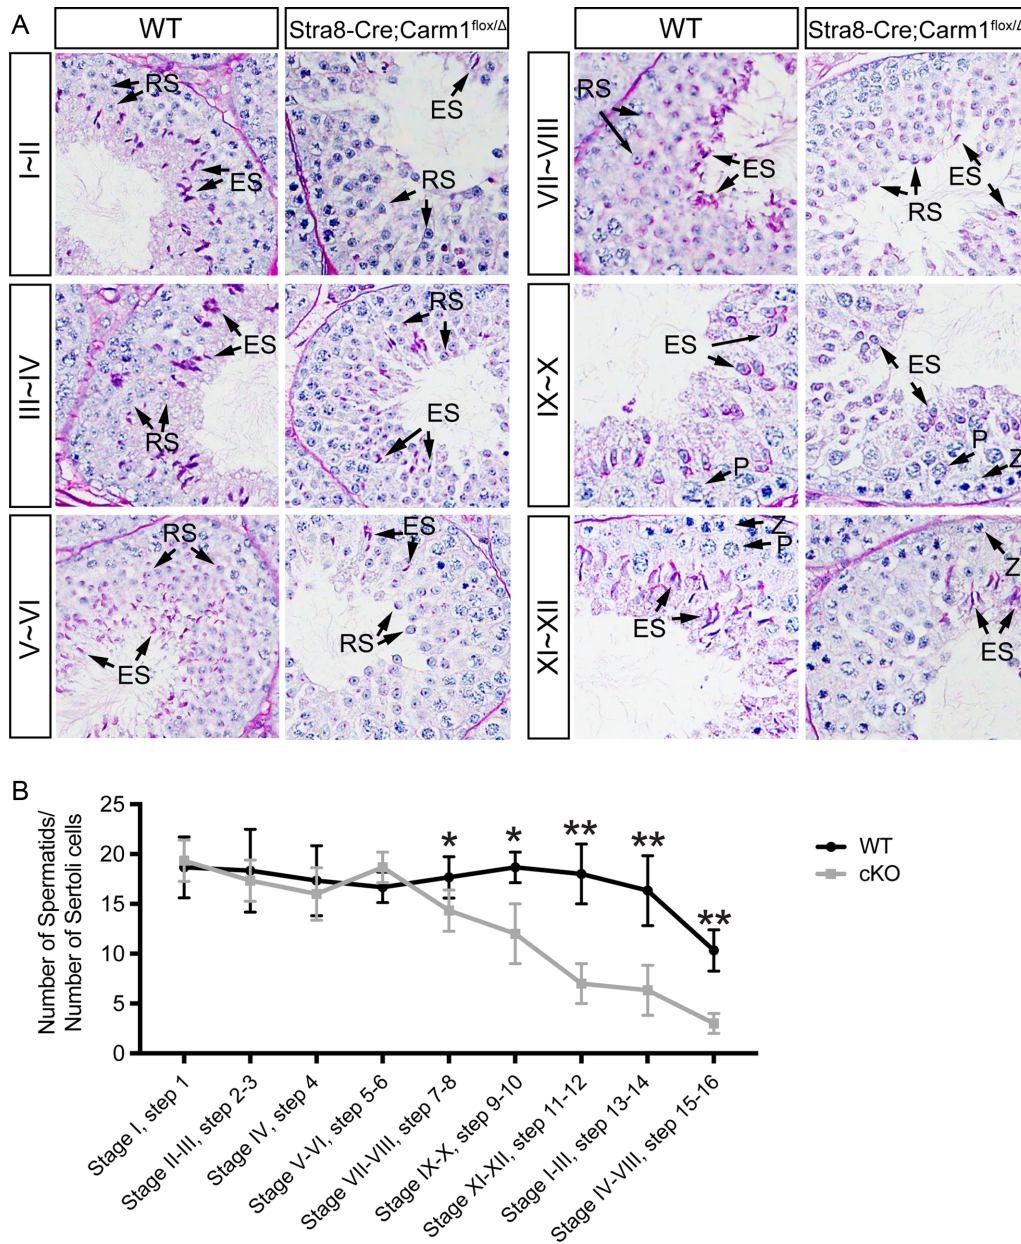 A
WT
Stra8-Cre;Carm1flox/Δ
WT
Stra8-Cre;Carm1flox/Δ
I~II
RS
ES
ES
RS
VII~VIII
RS
ES
ES
RS
III~IV
ES
RS
RS
ES
IX~X
ES
P
ES
P
Z
V~VI
RS
ES
ES
RS
XI~XII
Z
P
ES
Z
ES
B
Number of Spermatids/
Number of Sertoli cells
25
20
15
10
5
0
*
*
**
**
**
WT
cKO
Stage I, step 1
Stage II-III, step 2-3
Stage IV, step 4
Stage V-VI, step 5-6
Stage VII-VIII, step 7-8
Stage IX-X, step 9-10
Stage XI-XII, step 11-12
Stage I-III, step 13-14
Stage IV-VIII, step 15-16